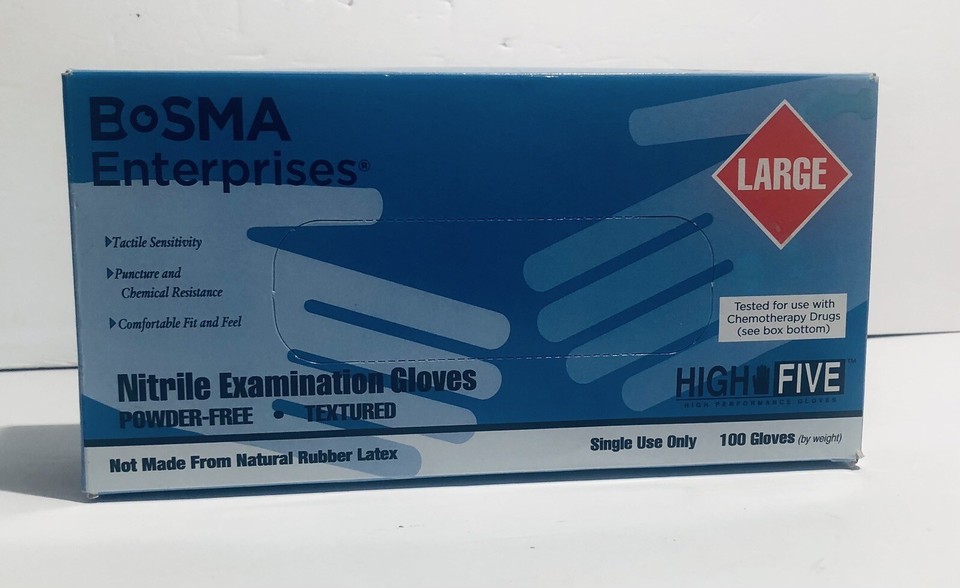 BoSMA
Enterprises®
LARGE
Tactile Sensitivity
Puncture and
Chemical Resistance
Comfortable Fit and Feel
Tested for use with
Chemotherapy Drugs
(see box bottom)
HIGH FIVE™
HIGH PERFORMANCE GLOVES
Nitrile Examination Gloves
POWDER-FREE • TEXTURED
Single Use Only 100 Gloves (by weight)
Not Made From Natural Rubber Latex